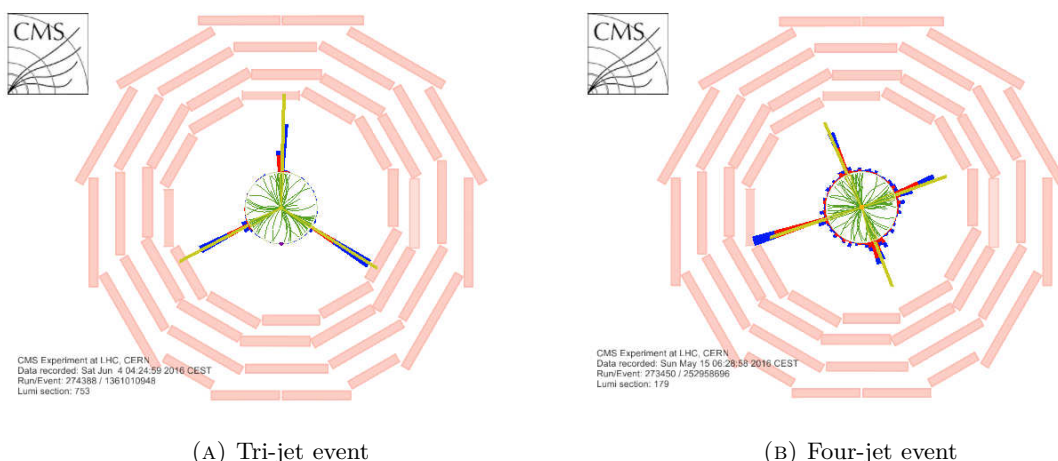 CMS
CMS Experiment at LHC, CERN
Data recorded: Sat Jun 4 04:24:59 2016 CEST
Run/Event: 274388 / 1361010948
Lumi section: 753
(A) Tri-jet event
CMS
CMS Experiment at LHC, CERN
Data recorded: Sun May 15 06:28:58 2016 CEST
Run/Event: 273450 / 252958696
Lumi section: 179
(B) Four-jet event